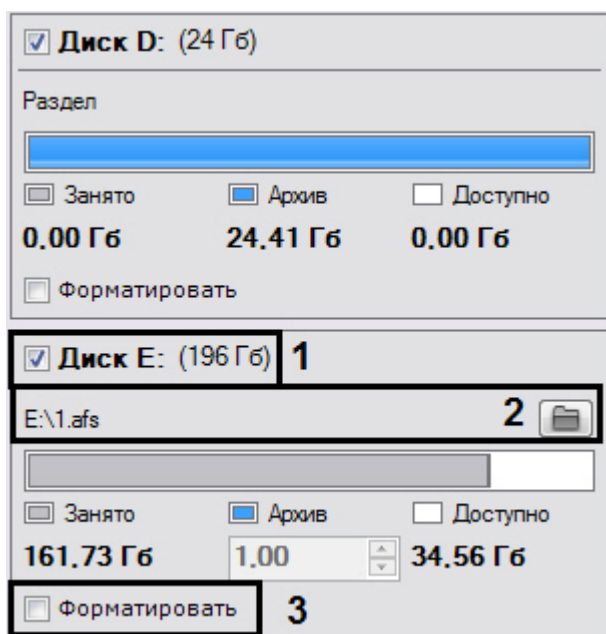 Диск D: (24 Гб)
Раздел
Занято Архив Доступно
0.00 Гб 24.41 Гб 0.00 Гб
Форматировать
Диск E: (196 Гб) 1
E:\1.afs 2
Занято Архив Доступно
161.73 Гб 1.00 34.56 Гб
Форматировать 3